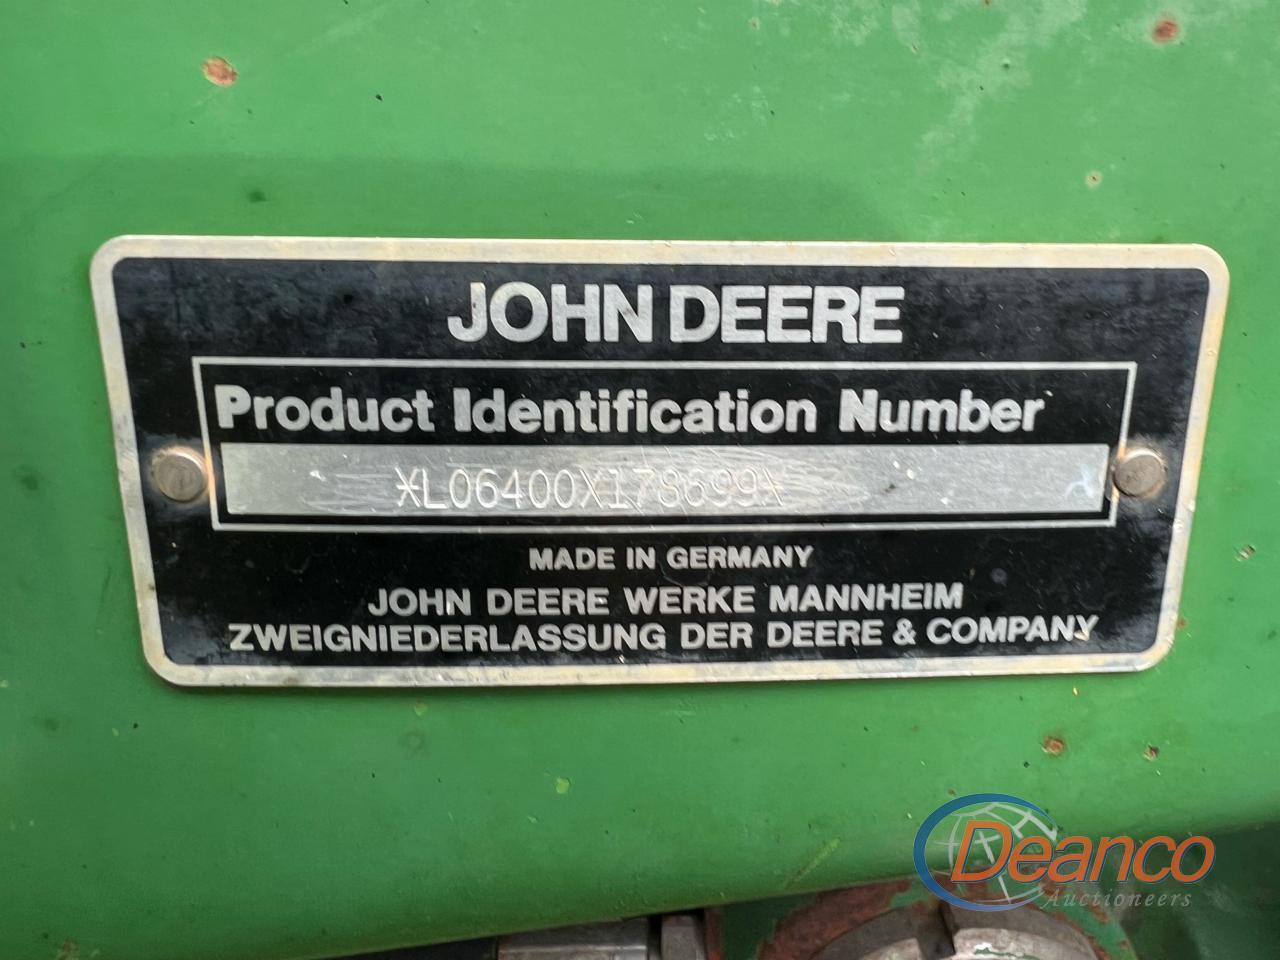 JOHN DEERE
Product Identification Number
*L06400X178699*
MADE IN GERMANY
JOHN DEERE WERKE MANNHEIM
ZWEIGNIEDERLASSUNG DER DEERE & COMPANY
Deanco
Auctioneers